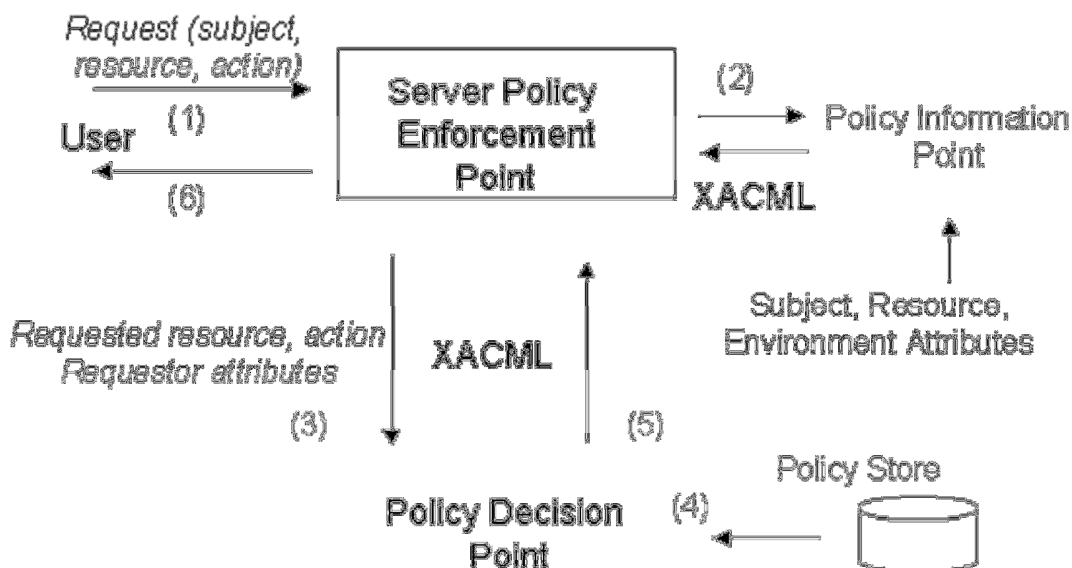 Request (subject,
resource, action)
(1)
User
(6)
Server Policy
Enforcement
Point
(2)
Policy Information
Point
XACML
Subject, Resource,
Environment Attributes
Requested resource, action
Requestor attributes
(3)
XACML
(5)
Policy Store
Policy Decision
Point
(4)